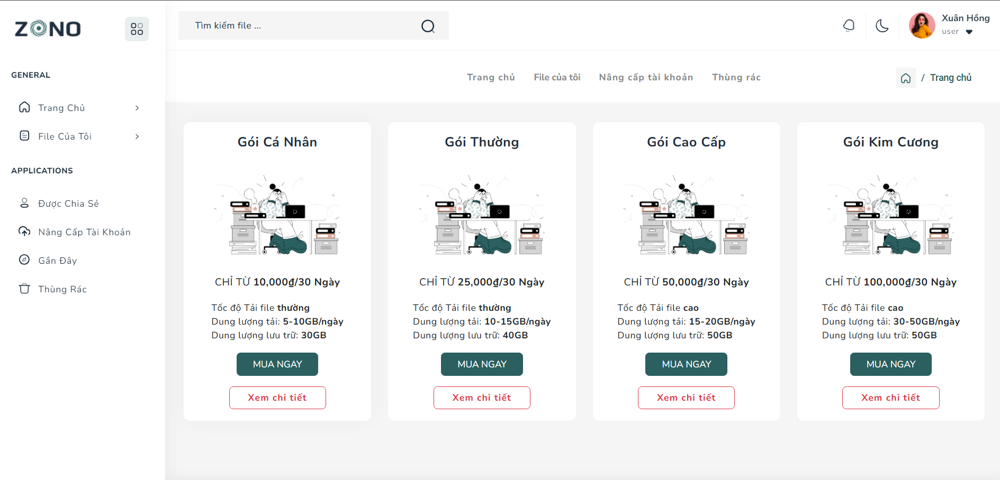 ZONO
Tìm kiếm file ...
Xuân Hồng
user
GENERAL
Trang Chủ
File Của Tôi
APPLICATIONS
Được Chia Sẻ
Nâng Cấp Tài Khoản
Gần Đây
Thùng Rác
Trang chủ File của tôi Nâng cấp tài khoản Thùng rác
/ Trang chủ
Gói Cá Nhân
CHỈ TỪ 10,000₫/30 Ngày
Tốc độ Tải file thường
Dung lượng tải: 5-10GB/ngày
Dung lượng lưu trữ: 30GB
MUA NGAY
Xem chi tiết
Gói Thường
CHỈ TỪ 25,000₫/30 Ngày
Tốc độ Tải file thường
Dung lượng tải: 10-15GB/ngày
Dung lượng lưu trữ: 40GB
MUA NGAY
Xem chi tiết
Gói Cao Cấp
CHỈ TỪ 50,000₫/30 Ngày
Tốc độ Tải file cao
Dung lượng tải: 15-20GB/ngày
Dung lượng lưu trữ: 50GB
MUA NGAY
Xem chi tiết
Gói Kim Cương
CHỈ TỪ 100,000₫/30 Ngày
Tốc độ Tải file cao
Dung lượng tải: 30-50GB/ngày
Dung lượng lưu trữ: 50GB
MUA NGAY
Xem chi tiết